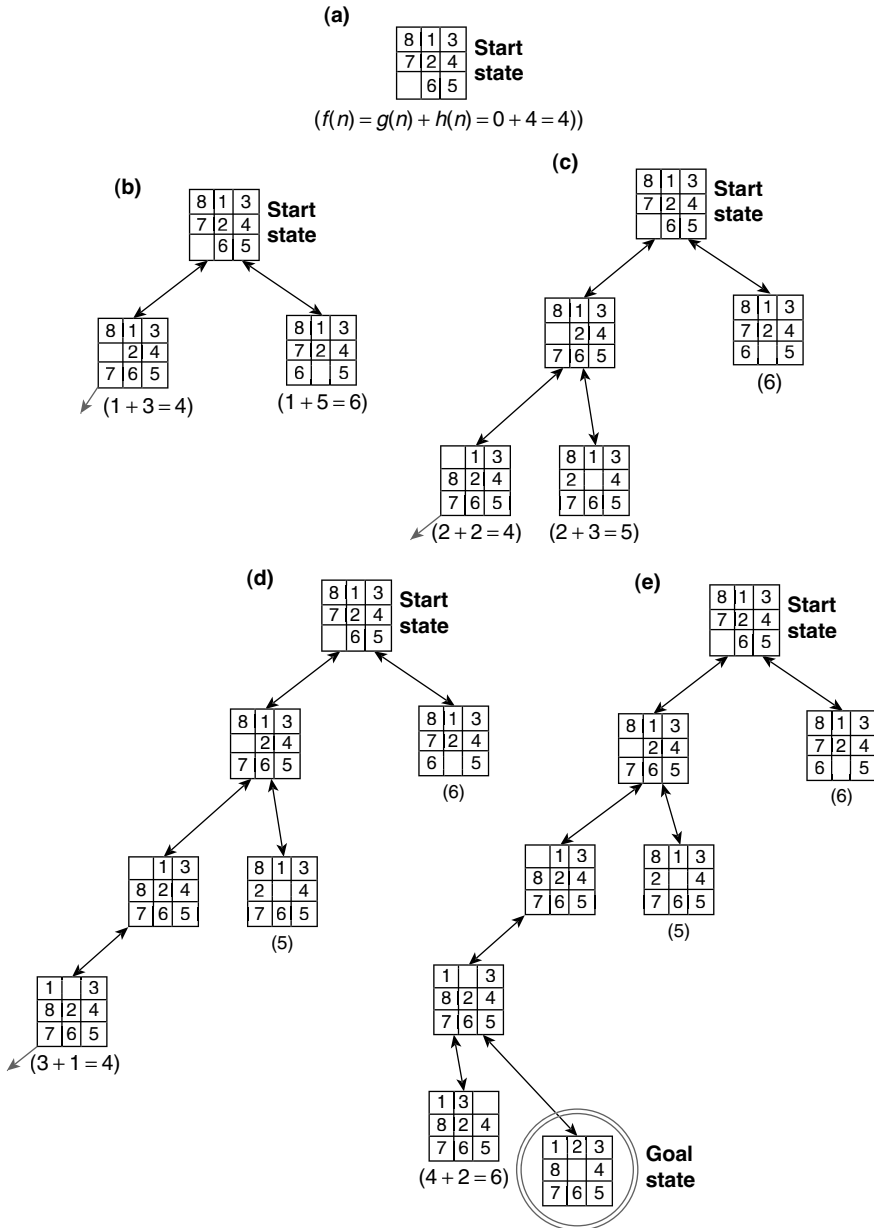 (a)
8 1 3
7 2 4
6 5
Start
state
(f(n) = g(n) + h(n) = 0 + 4 = 4))
(b)
8 1 3
7 2 4
6 5
Start
state
8 1 3
2 4
7 6 5
(1 + 3 = 4)
8 1 3
7 2 4
6 5
(1 + 5 = 6)
(c)
8 1 3
7 2 4
6 5
Start
state
8 1 3
2 4
7 6 5
8 1 3
7 2 4
6 5
(6)
1 3
8 2 4
7 6 5
(2 + 2 = 4)
8 1 3
2 4
7 6 5
(2 + 3 = 5)
(d)
8 1 3
7 2 4
6 5
Start
state
8 1 3
2 4
7 6 5
8 1 3
7 2 4
6 5
(6)
1 3
8 2 4
7 6 5
8 1 3
2 4
7 6 5
(5)
1 3
8 2 4
7 6 5
(3 + 1 = 4)
(e)
8 1 3
7 2 4
6 5
Start
state
8 1 3
2 4
7 6 5
8 1 3
7 2 4
6 5
(6)
1 3
8 2 4
7 6 5
8 1 3
2 4
7 6 5
(5)
1 3
8 2 4
7 6 5
1 3
8 2 4
7 6 5
(4 + 2 = 6)
1 2 3
8 4
7 6 5
Goal
state